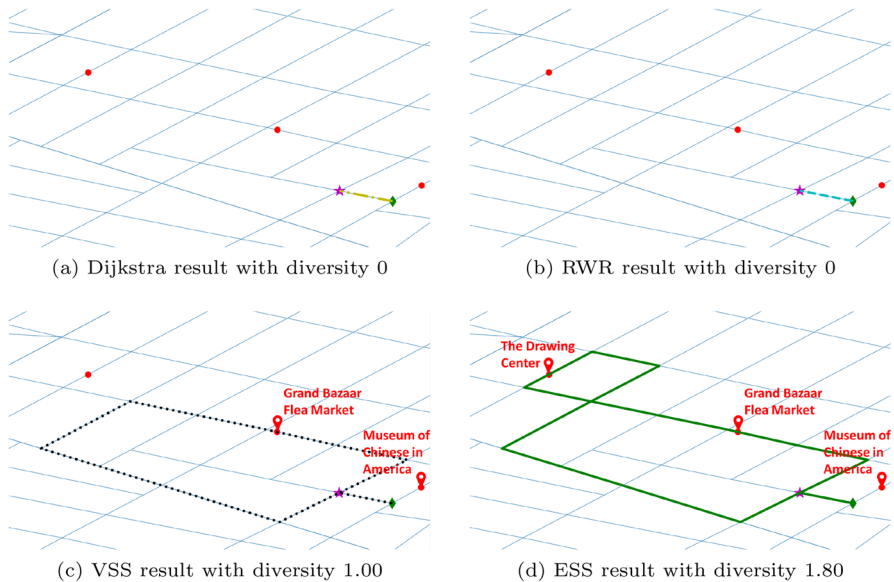 (a) Dijkstra result with diversity 0
(b) RWR result with diversity 0
Grand Bazaar
Flea Market
Museum of
Chinese in
America
(c) VSS result with diversity 1.00
The Drawing
Center
Grand Bazaar
Flea Market
Museum of
Chinese in
America
(d) ESS result with diversity 1.80